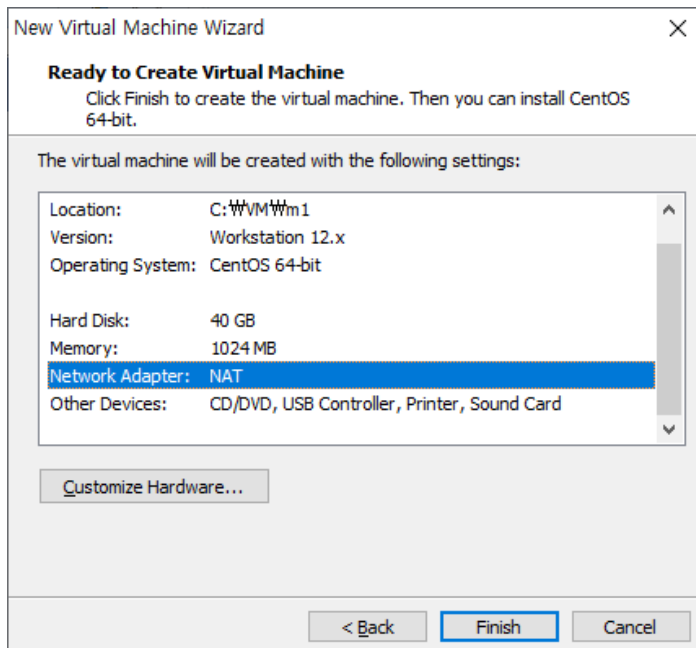 New Virtual Machine Wizard
Ready to Create Virtual Machine
Click Finish to create the virtual machine. Then you can install CentOS
64-bit.
The virtual machine will be created with the following settings:
Location: C:₩VM₩m1
Version: Workstation 12.x
Operating System: CentOS 64-bit
Hard Disk: 40 GB
Memory: 1024 MB
Network Adapter: NAT
Other Devices: CD/DVD, USB Controller, Printer, Sound Card
Customize Hardware...
< Back Finish Cancel